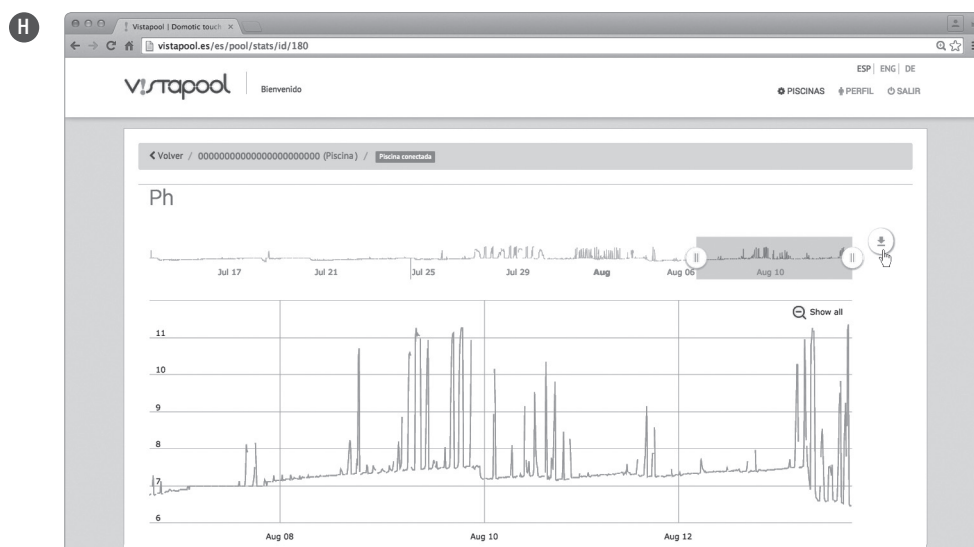 H
Vistapool | Domotic touch ×
vistapool.es/es/pool/stats/id/180
ESP | ENG | DE
v!stapool
Bienvenido
PISCINAS PERFIL SALIR
Volver / 00000000000000000000000 (Piscina) / Piscina conectada
Ph
Jul 17 Jul 21 Jul 25 Jul 29 Aug Aug 06 Aug 10
Show all
11
10
9
8
7
6
Aug 08 Aug 10 Aug 12